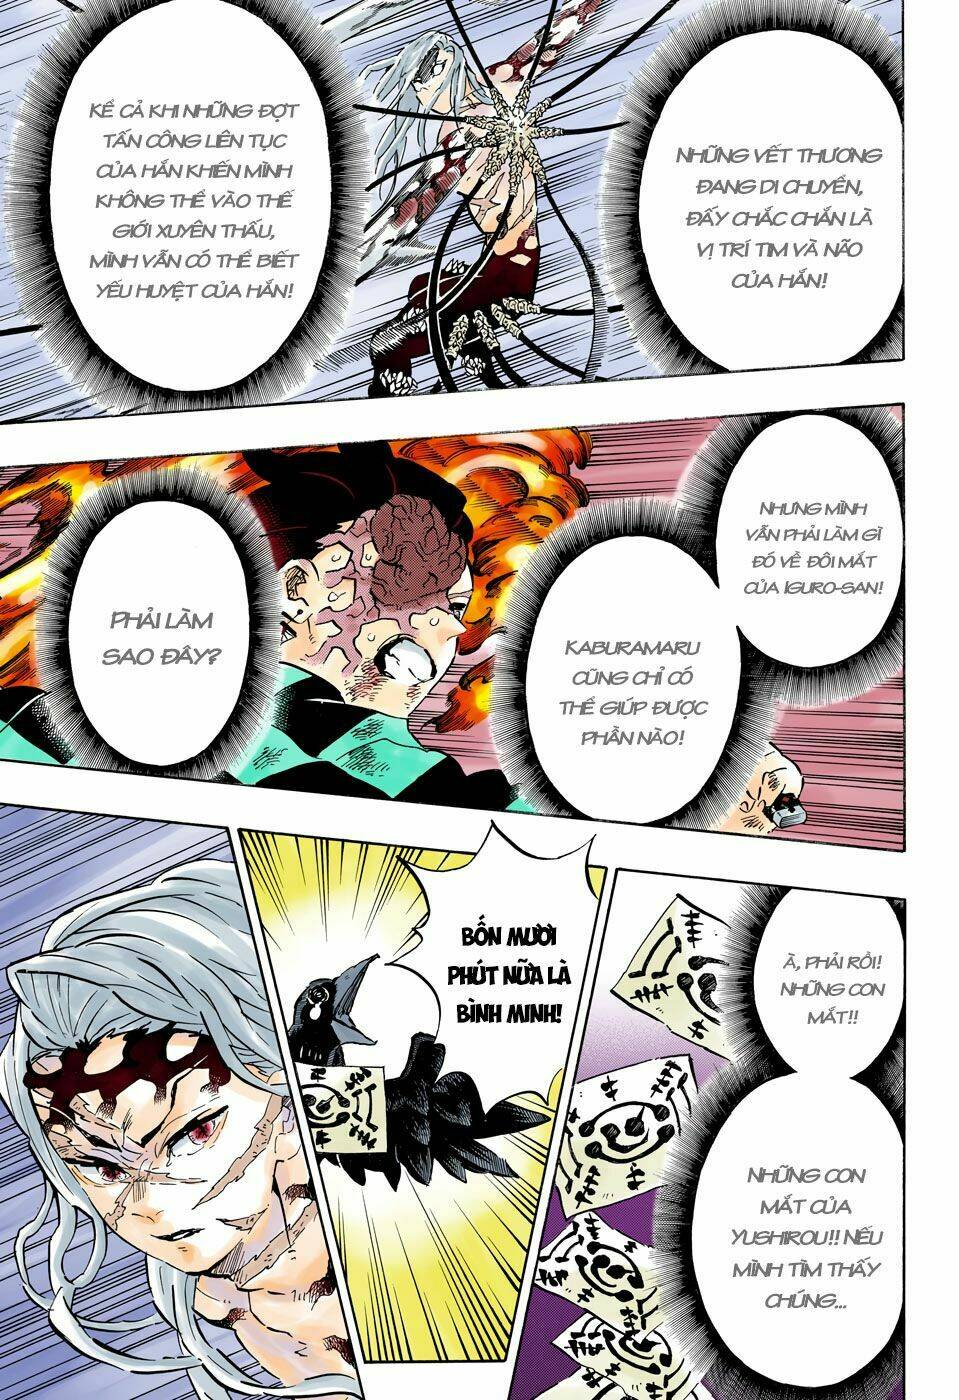 NHỮNG VẾT THƯƠNG
ĐANG DI CHUYỂN,
ĐẤY CHẮC CHẮN LÀ
VỊ TRÍ TIM VÀ NÃO
CỦA HẮN!
KỂ CẢ KHI NHỮNG ĐỢT
TẤN CÔNG LIÊN TỤC
CỦA HẮN KHIẾN MÌNH
KHÔNG THỂ VÀO THẾ
GIỚI XUYÊN THẤU,
MÌNH VẪN CÓ THỂ BIẾT
YẾU HUYỆT CỦA HẮN!
NHƯNG MÌNH
VẪN PHẢI LÀM GÌ
ĐÓ VỀ ĐÔI MẮT
CỦA IGURO-SAN!
KABURAMARU
CŨNG CHỈ CÓ
THỂ GIÚP ĐƯỢC
PHẦN NÀO!
PHẢI LÀM
SAO ĐÂY?
À, PHẢI RỒI!
NHỮNG CON
MẮT!!
NHỮNG CON
MẮT CỦA
YUSHIROU!! NẾU
MÌNH TÌM THẤY
CHÚNG...
BỐN MƯƠI
PHÚT NỮA LÀ
BÌNH MINH!